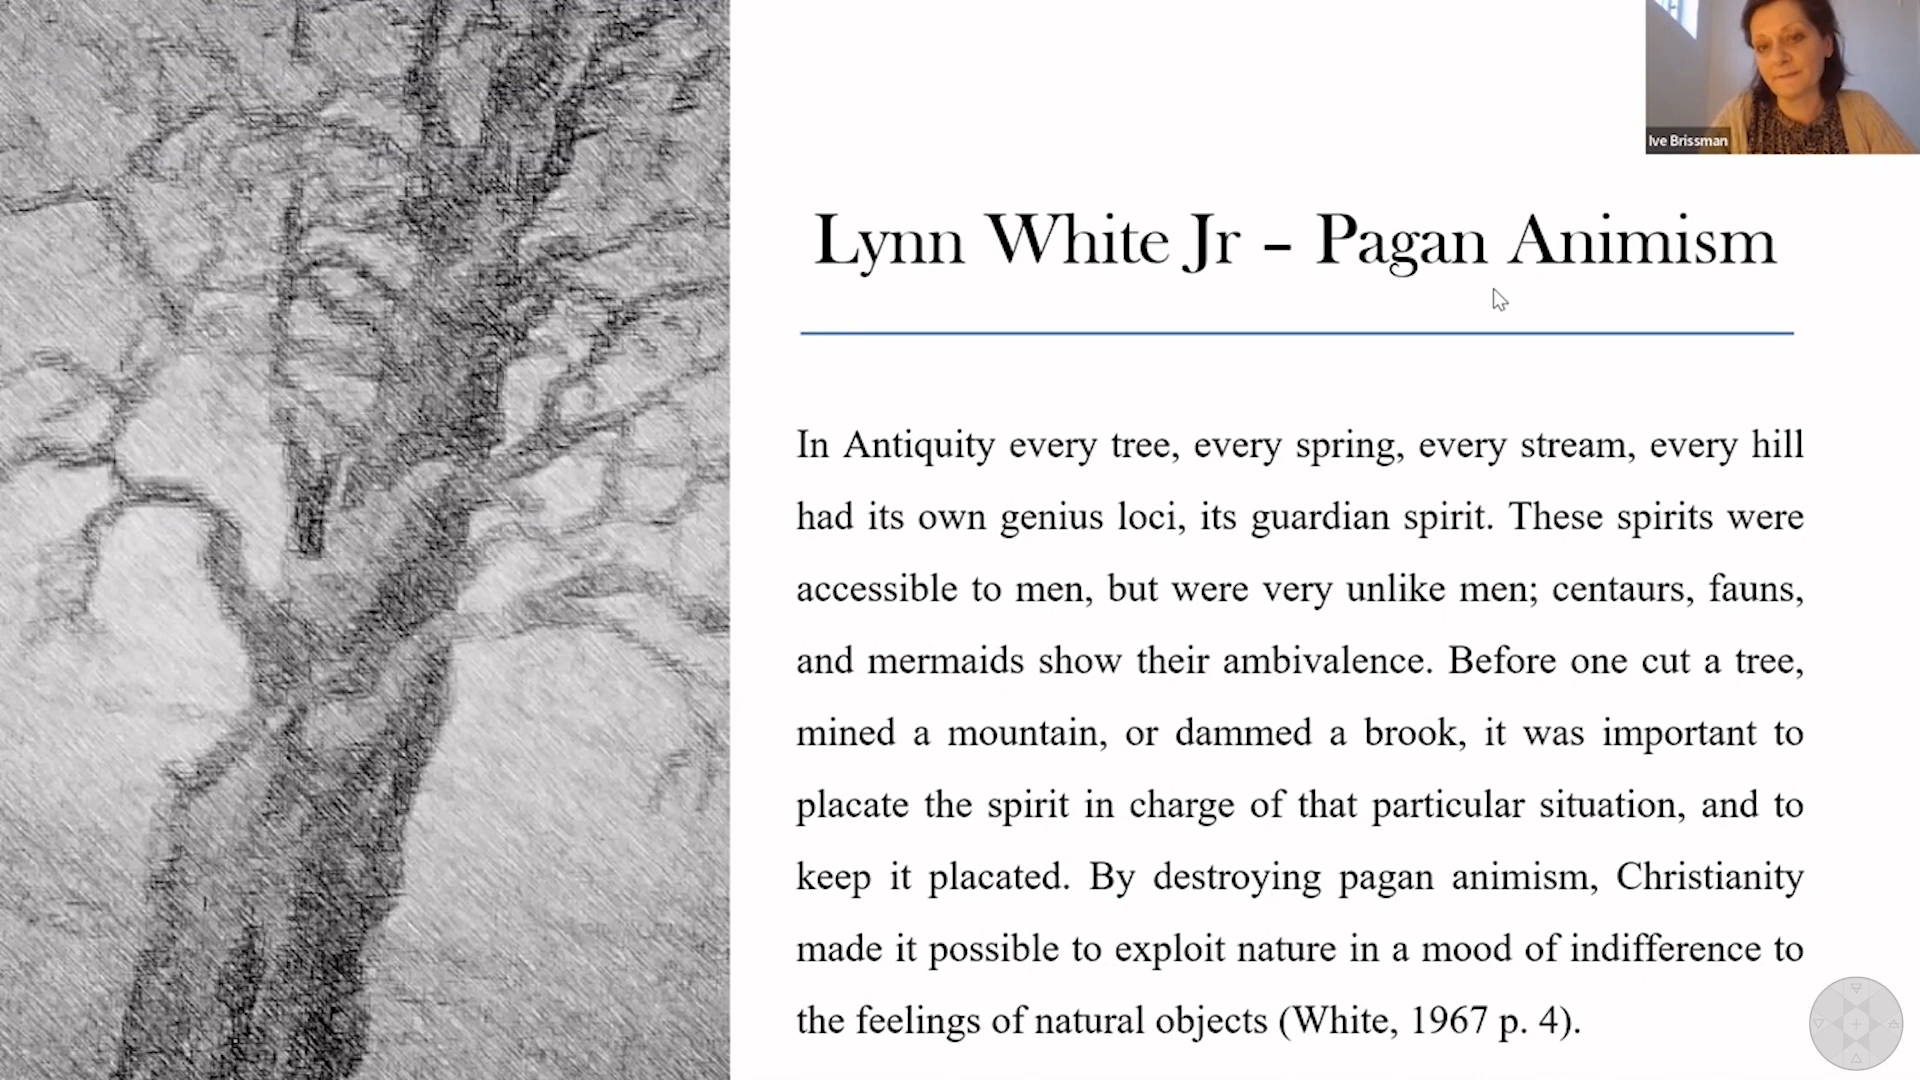 Ive Brissman
Lynn White Jr – Pagan Animism
In Antiquity every tree, every spring, every stream, every hill
had its own genius loci, its guardian spirit. These spirits were
accessible to men, but were very unlike men; centaurs, fauns,
and mermaids show their ambivalence. Before one cut a tree,
mined a mountain, or dammed a brook, it was important to
placate the spirit in charge of that particular situation, and to
keep it placated. By destroying pagan animism, Christianity
made it possible to exploit nature in a mood of indifference to
the feelings of natural objects (White, 1967 p. 4).